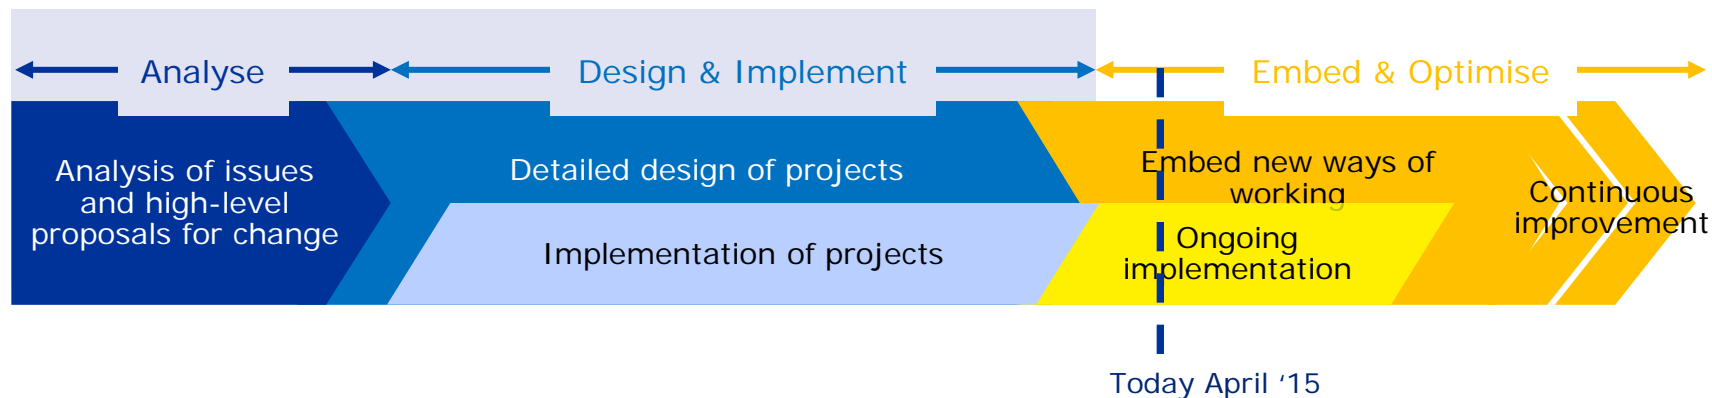 Analyse
Design & Implement
Embed & Optimise
Analysis of issues
and high-level
proposals for change
Detailed design of projects
Implementation of projects
Embed new ways of
working
Ongoing
implementation
Continuous
improvement
Today April ‘15